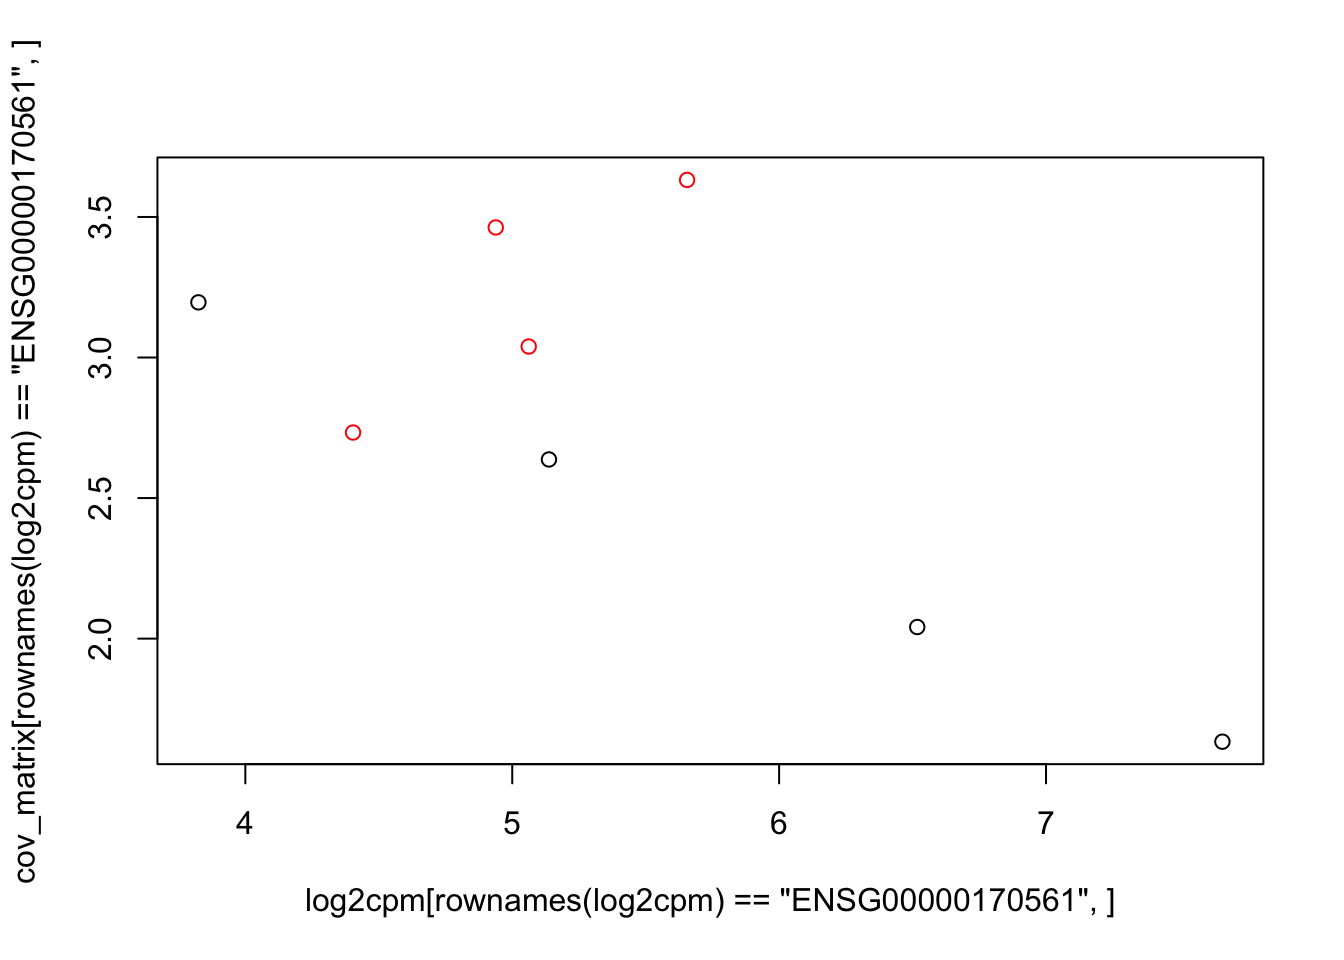 cov_matrix[rownames(log2cpm) == "ENSG00000170561", ]
3.5
3.0
2.5
2.0
4 5 6 7
log2cpm[rownames(log2cpm) == "ENSG00000170561", ]